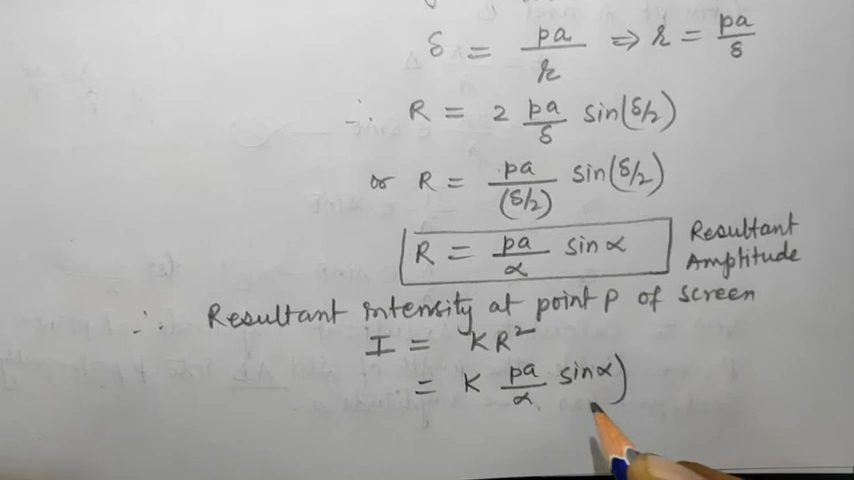 δ = pa/r ⇒ r = pa/δ
∴ R = 2 pa/δ sin(δ/2)
or R = pa/(δ/2) sin(δ/2)
R = pa/α sinα Resultant Amplitude
∴ Resultant intensity at point P of screen
I = KR²
= K pa/α sinα)